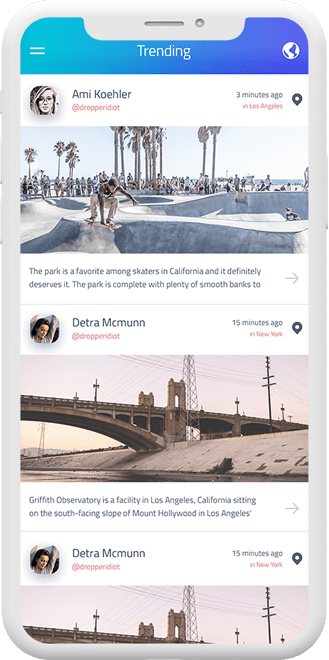 Trending
Ami Koehler
3 minutes ago
@dropperidiot
in Los Angeles
The park is a favorite among skaters in California and it definitely
deserves it. The park is complete with plenty of smooth banks to
Detra Mcmunn
15 minutes ago
@dropperidiot
in New York
Griffith Observatory is a facility in Los Angeles, California sitting
on the south-facing slope of Mount Hollywood in Los Angeles'
Detra Mcmunn
15 minutes ago
@dropperidiot
in New York